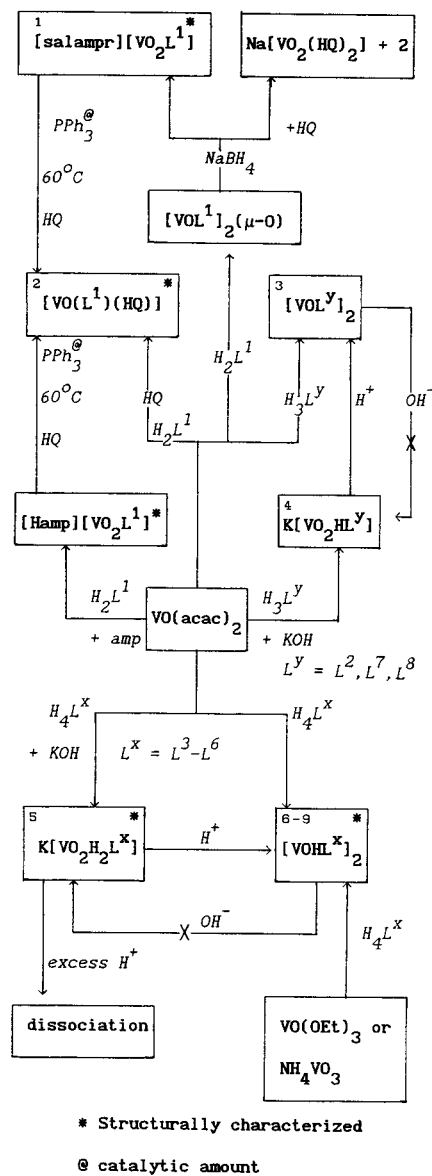 1 *
[salampr][VO₂L¹]
Na[VO₂(HQ)₂] + 2
PPh₃@
60°C
HQ
+HQ
NaBH₄
[VOL¹]₂(μ-O)
2 *
[VO(L¹)(HQ)]
3
[VOLʸ]₂
PPh₃@
60°C
HQ
HQ
H₂L¹
H₂L¹
H₃Lʸ
H⁺
OH⁻
X
[Hamp][VO₂L¹]*
4
K[VO₂HLʸ]
H₂L¹
+ amp
VO(acac)₂
H₃Lʸ
+ KOH
Lʸ = L²,L⁷,L⁸
H₄Lˣ
+ KOH
Lˣ = L³-L⁶
H₄Lˣ
5 *
K[VO₂H₂Lˣ]
H⁺
6-9 *
[VOHLˣ]₂
X OH⁻
excess H⁺
H₄Lˣ
dissociation
VO(OEt)₃ or
NH₄VO₃
* Structurally characterized
@ catalytic amount